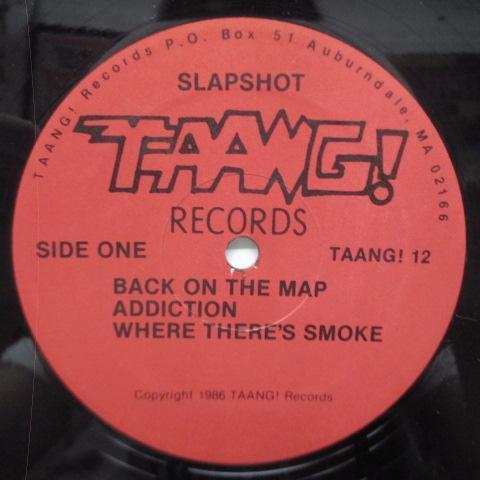 TAANG! Records P.O. Box 51 Auburndale, MA 02166
SLAPSHOT
TAANG!
RECORDS
SIDE ONE
TAANG! 12
BACK ON THE MAP
ADDICTION
WHERE THERE'S SMOKE
Copyright 1986 TAANG! Records